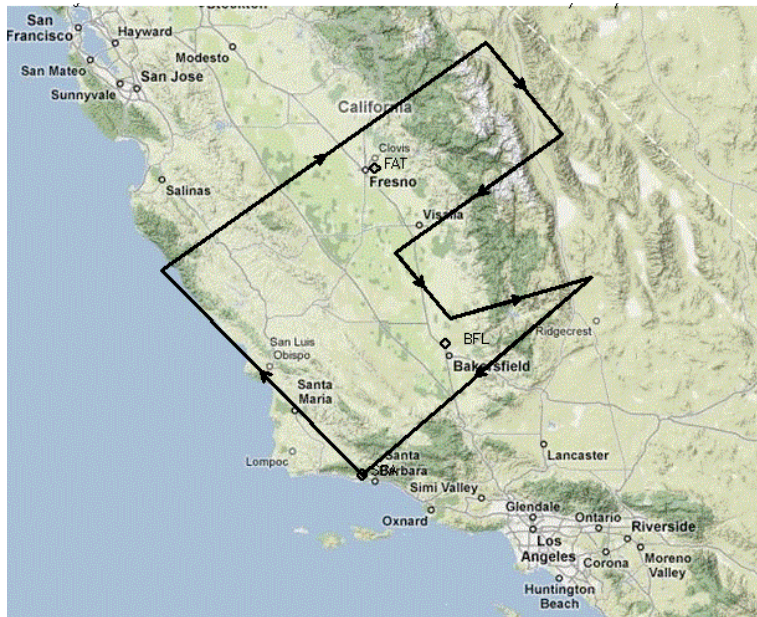 San
Francisco
Hayward
San Mateo
San Jose
Sunnyvale
Modesto
California
Clovis
FAT
Fresno
Salinas
Visalia
Ridgecrest
BFL
Bakersfield
San Luis
Obispo
Santa
Maria
Lompoc
Santa
Barbara
Lancaster
Simi Valley
Oxnard
Glendale
Ontario
Riverside
Los
Angeles
Corona
Moreno
Valley
Huntington
Beach